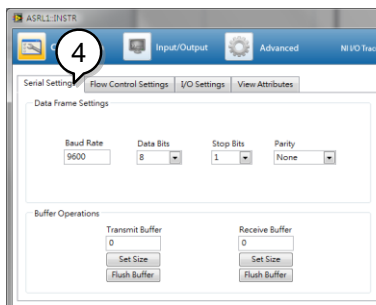 ASRL1::INSTR
4
Input/Output
Advanced
NI I/O Trac
Serial Setting
Flow Control Settings
I/O Settings
View Attributes
Data Frame Settings
Baud Rate
Data Bits
Stop Bits
Parity
9600
8
1
None
Buffer Operations
Transmit Buffer
Receive Buffer
0
0
Set Size
Set Size
Flush Buffer
Flush Buffer